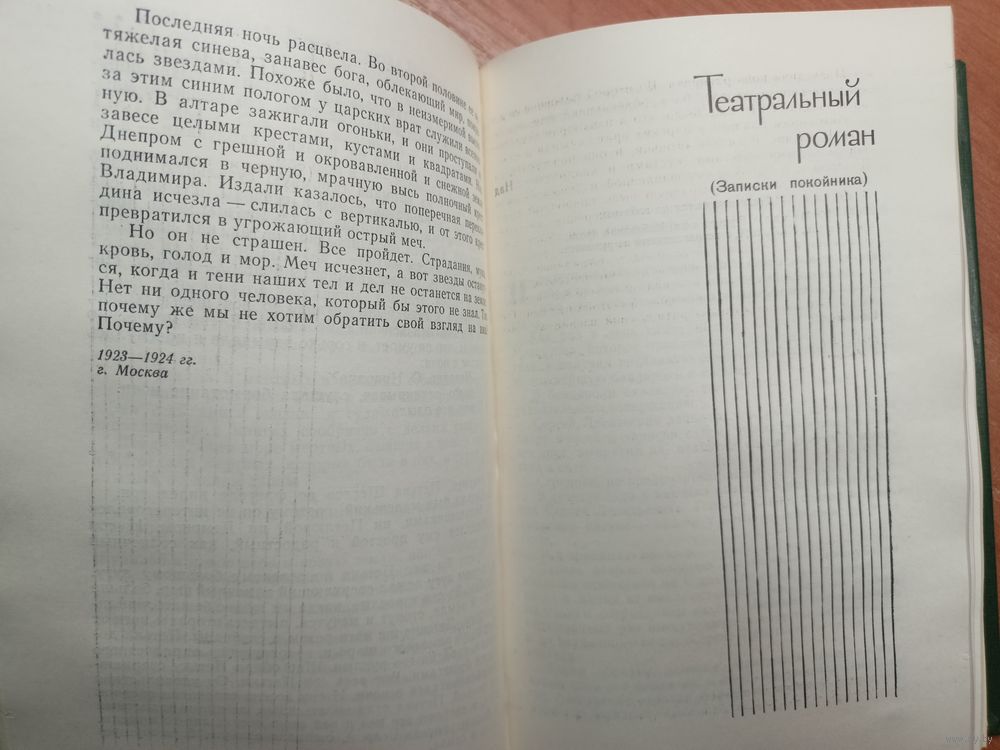 Последняя ночь расцвела. Во второй половине ее
тяжелая синева, занавес бога, облекающий мир,
лась звездами. Похоже было, что в неизмеримой
за этим синим пологом у царских врат служили
ную. В алтаре зажигали огоньки, и они проступали
завесе целыми крестами, кустами и квадратами.
Днепром с грешной и окровавленной и снежной
поднимался в черную, мрачную высь полночный
Владимира. Издали казалось, что поперечная
дина исчезла — слилась с вертикалью, и от этого
превратился в угрожающий острый меч.
Но он не страшен. Все пройдет. Страдания,
кровь, голод и мор. Меч исчезнет, а вот звезды
ся, когда и тени наших тел и дел не останется на
Нет ни одного человека, который бы этого не знал.
почему же мы не хотим обратить свой взгляд на
Почему?
1923—1924 гг.
г. Москва
Театральный
роман
(Записки покойника)